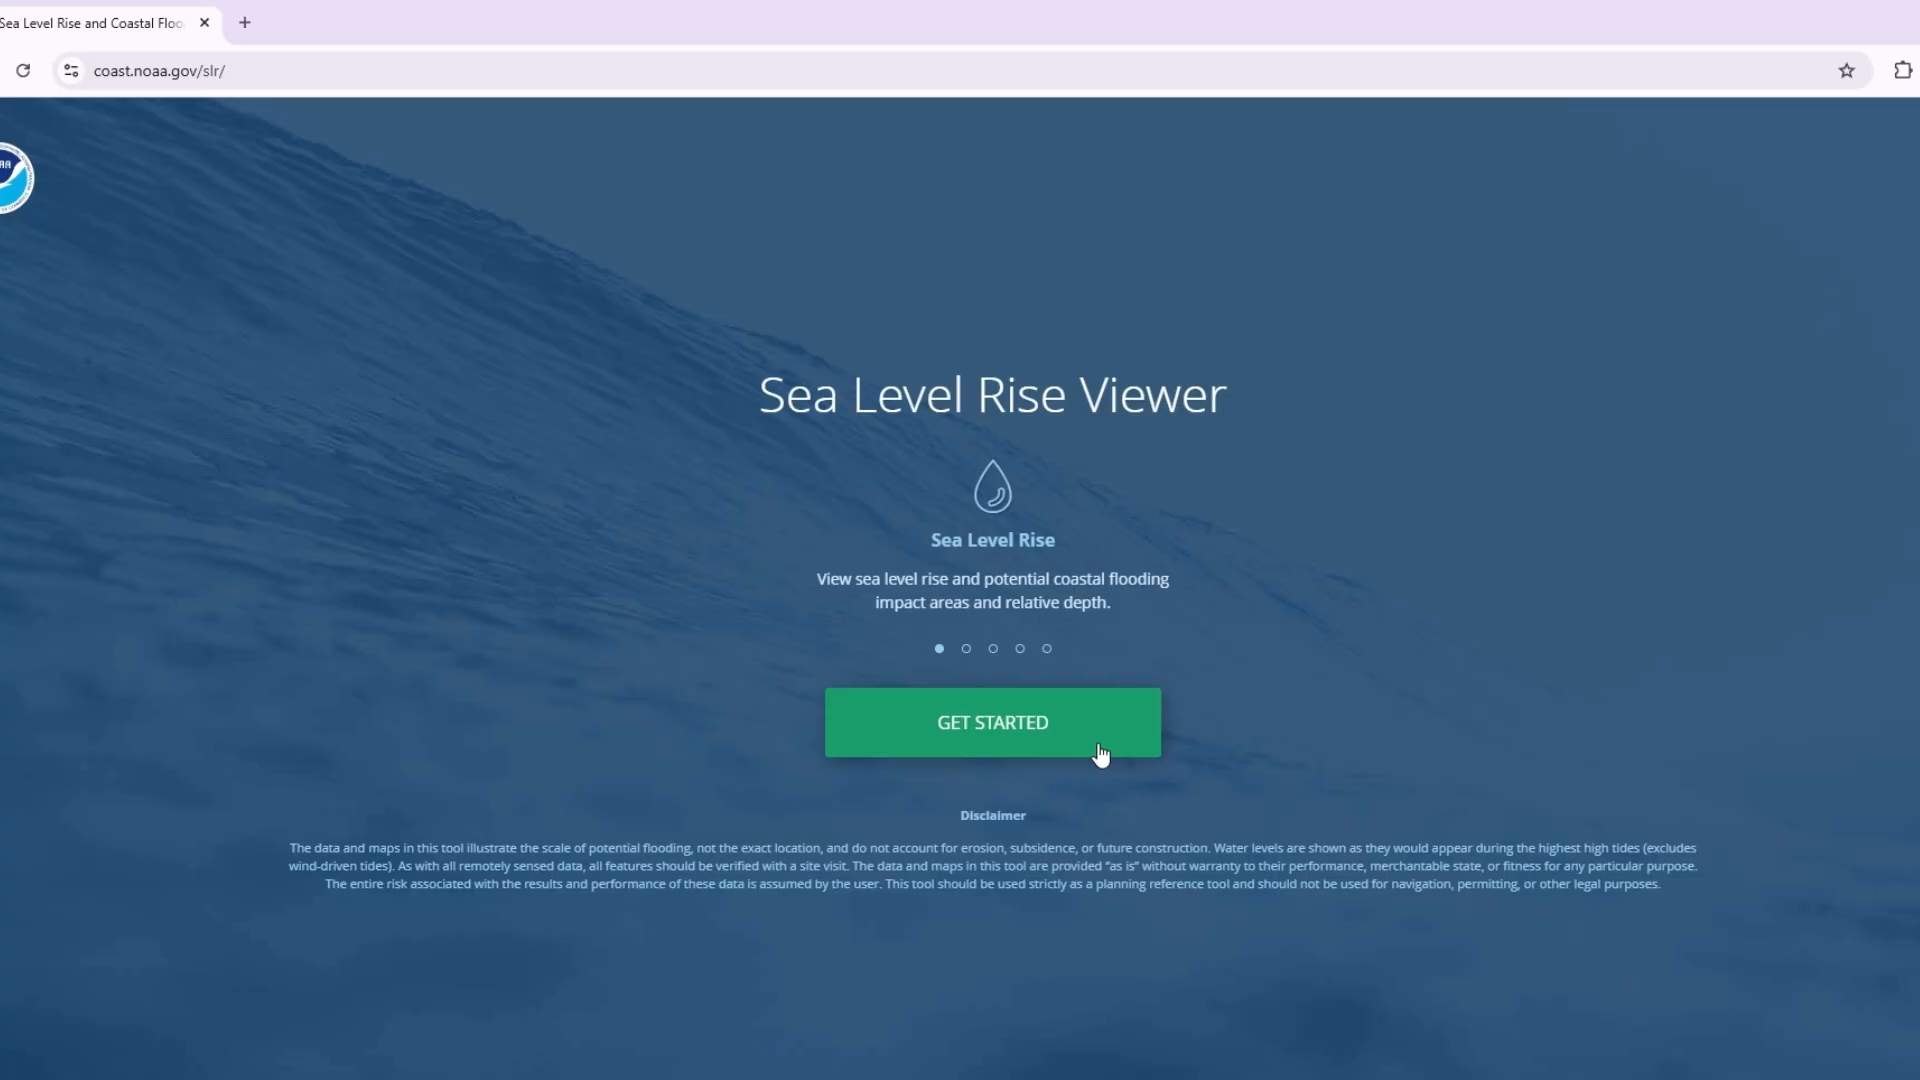 Sea Level Rise and Coastal Floo
coast.noaa.gov/slr/
Sea Level Rise Viewer
Sea Level Rise
View sea level rise and potential coastal flooding
impact areas and relative depth.
GET STARTED
Disclaimer
The data and maps in this tool illustrate the scale of potential flooding, not the exact location, and do not account for erosion, subsidence, or future construction. Water levels are shown as they would appear during the highest high tides (excludes
wind-driven tides). As with all remotely sensed data, all features should be verified with a site visit. The data and maps in this tool are provided “as is” without warranty to their performance, merchantable state, or fitness for any particular purpose.
The entire risk associated with the results and performance of these data is assumed by the user. This tool should be used strictly as a planning reference tool and should not be used for navigation, permitting, or other legal purposes.